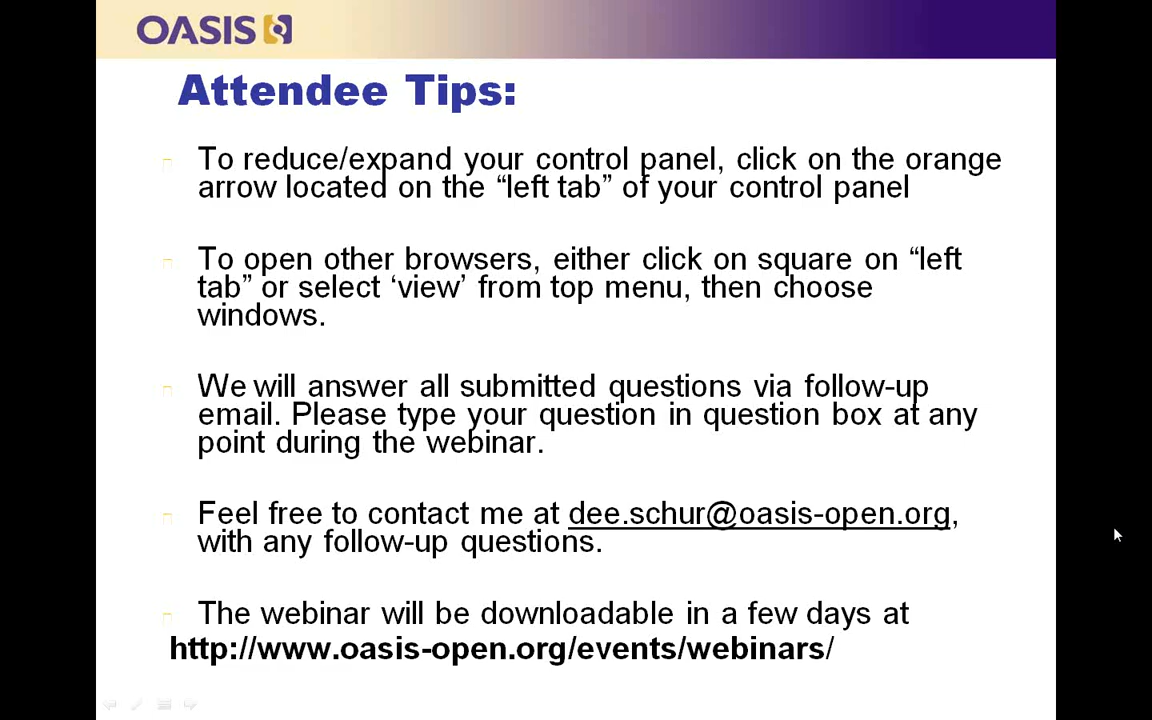 OASIS
Attendee Tips:
To reduce/expand your control panel, click on the orange
arrow located on the “left tab” of your control panel
To open other browsers, either click on square on “left
tab” or select ‘view’ from top menu, then choose
windows.
We will answer all submitted questions via follow-up
email. Please type your question in question box at any
point during the webinar.
Feel free to contact me at dee.schur@oasis-open.org,
with any follow-up questions.
The webinar will be downloadable in a few days at
http://www.oasis-open.org/events/webinars/